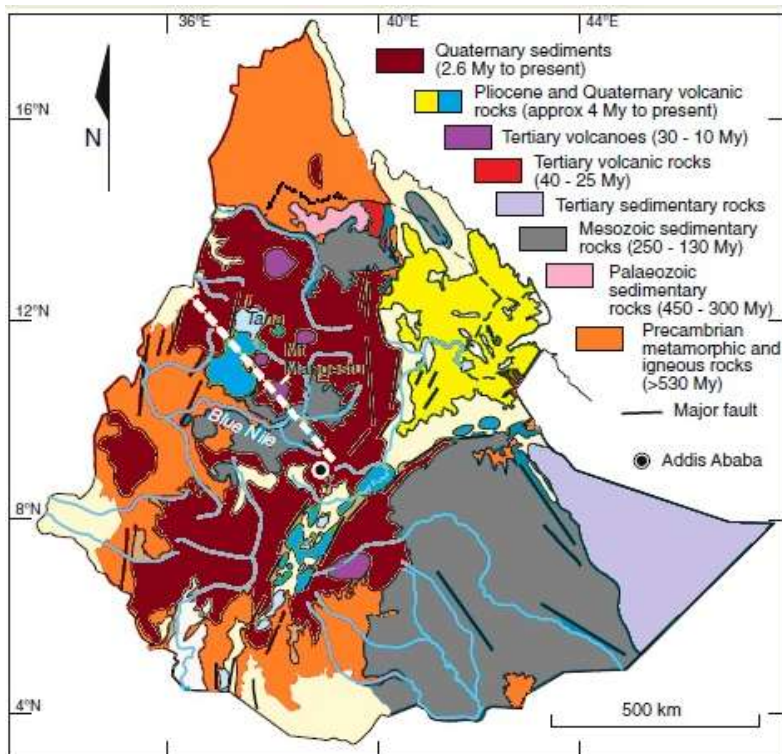 36°E
40°E
44°E
16°N
12°N
8°N
4°N
N
Quaternary sediments
(2.6 My to present)
Pliocene and Quaternary volcanic
rocks (approx 4 My to present)
Tertiary volcanoes (30 - 10 My)
Tertiary volcanic rocks
(40 - 25 My)
Tertiary sedimentary rocks
Mesozoic sedimentary
rocks (250 - 130 My)
Palaeozoic
sedimentary
rocks (450 - 300 My)
Precambrian
metamorphic and
igneous rocks
(>530 My)
Major fault
Addis Ababa
Tana
Mt
Blue Nile
500 km